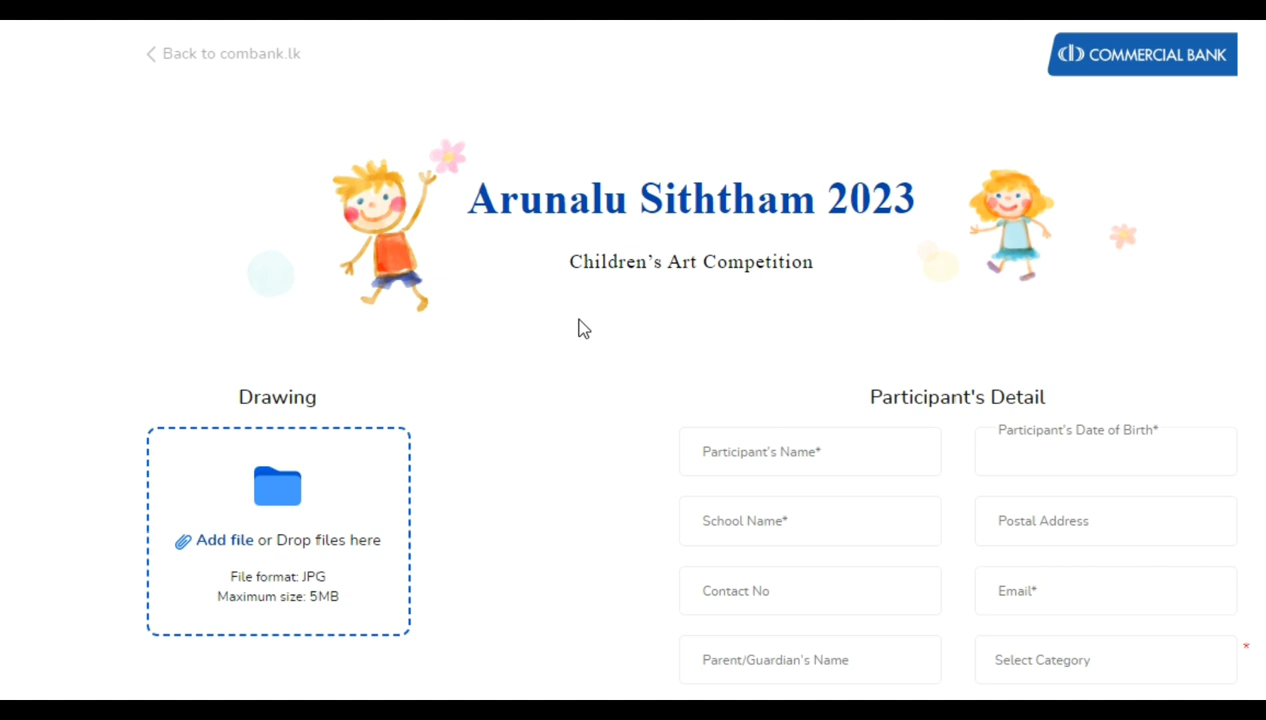 Back to combank.lk
COMMERCIAL BANK
Arunalu Siththam 2023
Children's Art Competition
Drawing
Add file or Drop files here
File format: JPG
Maximum size: 5MB
Participant's Detail
Participant's Name*
Participant's Date of Birth*
School Name*
Postal Address
Contact No
Email*
Parent/Guardian's Name
Select Category
*